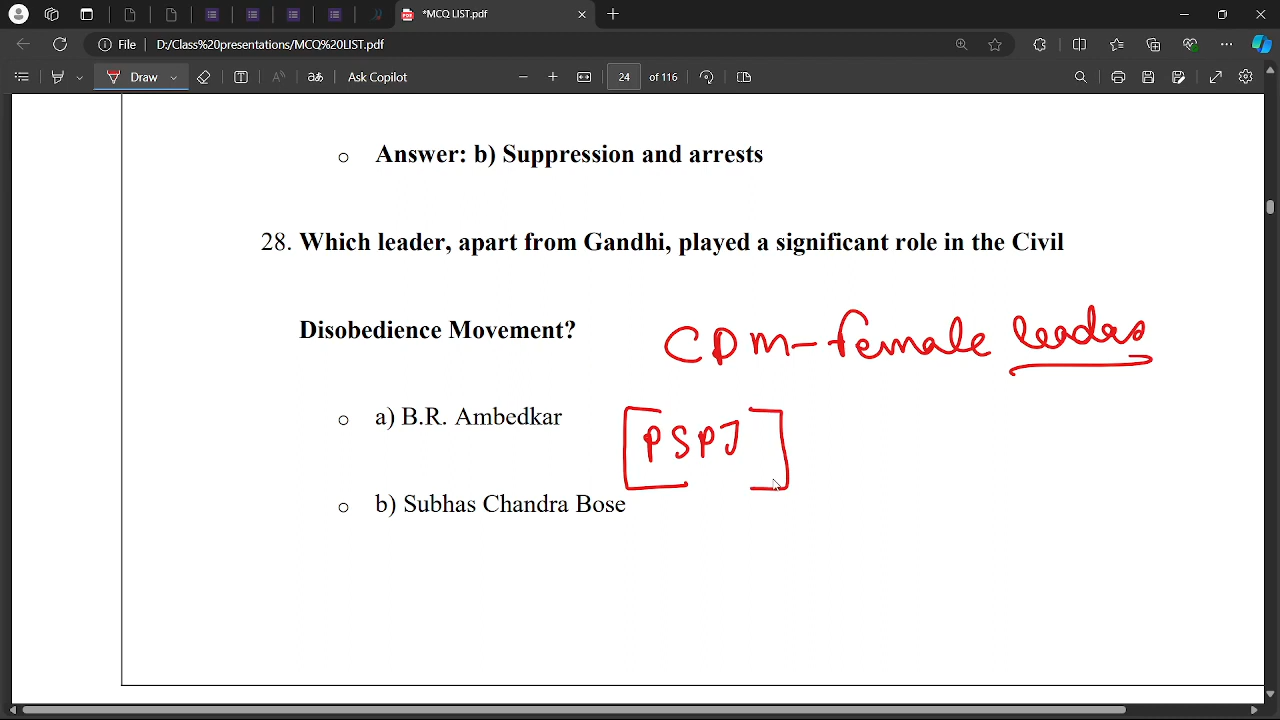 *MCQ LIST.pdf
File D:/Class%20presentations/MCQ%20LIST.pdf
Draw Ask Copilot 24 of 116
Answer: b) Suppression and arrests
28. Which leader, apart from Gandhi, played a significant role in the Civil
Disobedience Movement?
CDM-female leaders
a) B.R. Ambedkar
[PSPJ]
b) Subhas Chandra Bose